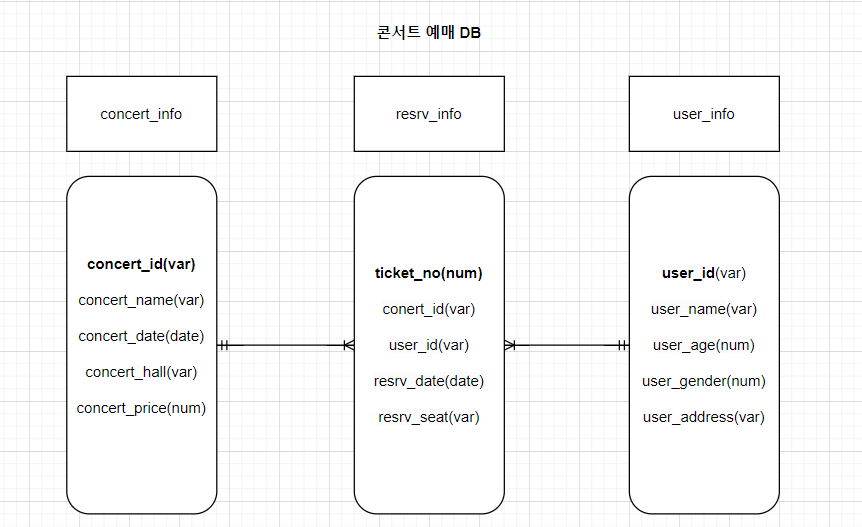 콘서트 예매 DB
concert_info
resrv_info
user_info
concert_id(var)
concert_name(var)
concert_date(date)
concert_hall(var)
concert_price(num)
ticket_no(num)
conert_id(var)
user_id(var)
resrv_date(date)
resrv_seat(var)
user_id(var)
user_name(var)
user_age(num)
user_gender(num)
user_address(var)